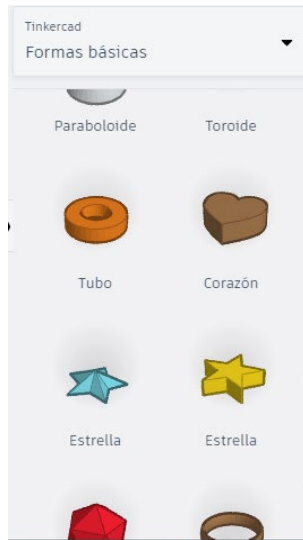 Tinkercad
Formas básicas
Paraboloide
Toroide
Tubo
Corazón
Estrella
Estrella